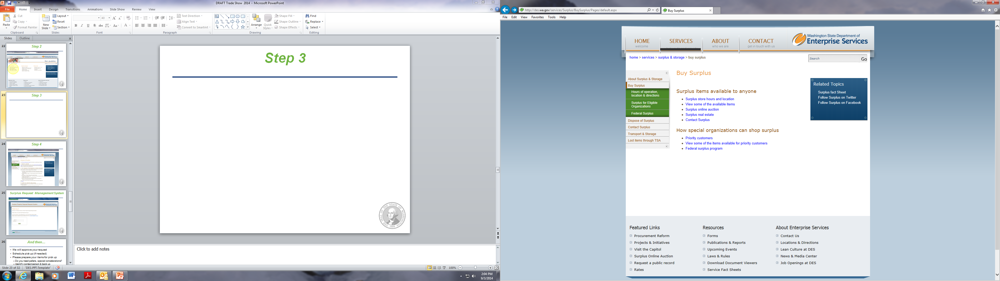 DRAFT Trade Show 2014 - Microsoft PowerPoint
File Home Insert Design Transitions Animations Slide Show Review View
Paste
Cut
Copy
Format Painter
Clipboard
New
Slide
Layout
Reset
Section
Slides
40
B I U S abc AV Aa A
Font
Paragraph
Text Direction
Align Text
Convert to SmartArt
Arrange
Quick
Styles
Shape Fill
Shape Outline
Shape Effects
Drawing
Find
Replace
Select
Editing
Slides Outline
22
Step 2
for public
23
Step 3
24
Step 4
25
Surplus Request Management System
26
And then…
• We will approve your request
• Schedule pick up (if needed)
• Please prepare your items for pick up
– Do you need pallets, special considerations?
– Identify contact person & back up
Step 3
THE SEAL OF THE STATE OF WASHINGTON
1889
Click to add notes
Slide 23 of 32 "DES-PPT-Template" 100%
2:04 PM
9/3/2014
http://des.wa.gov/services/Surplus/BuySurplus/Pages/default.aspx
Buy Surplus
File Edit View Favorites Tools Help
HOME
welcome
SERVICES
ABOUT
who we are
CONTACT
get in touch with us
Washington State Department of
Enterprise Services
home > services > surplus & storage > buy surplus
Search Go
About Surplus & Storage
Buy Surplus
Hours of operation,
location & directions
Surplus for Eligible
Organizations
Federal Surplus
Dispose of Surplus
Contact Surplus
Transport & Storage
Lost items through TSA
Buy Surplus
Surplus items available to anyone
• Surplus store hours and location
• View some of the available items
• Surplus online auction
• Surplus real estate
• Contact Surplus
How special organizations can shop surplus
• Priority customers
• View some of the items available for priority customers
• Federal surplus program
Related Topics
Surplus fact Sheet
Follow Surplus on Twitter
Follow Surplus on Facebook
Featured Links
Procurement Reform
Projects & Initiatives
Visit the Capitol
Surplus Online Auction
Request a public record
Rates
Resources
Forms
Publications & Reports
Upcoming Events
Laws & Rules
Download Document Viewers
Service Fact Sheets
About Enterprise Services
Contact Us
Locations & Directions
Lean Culture at DES
News & Media Center
Job Openings at DES